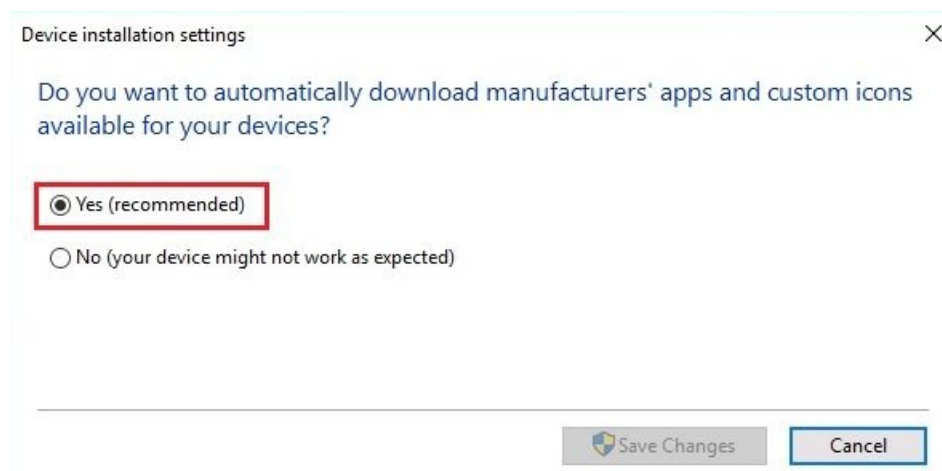 Device installation settings
Do you want to automatically download manufacturers' apps and custom icons
available for your devices?
Yes (recommended)
No (your device might not work as expected)
Save Changes
Cancel